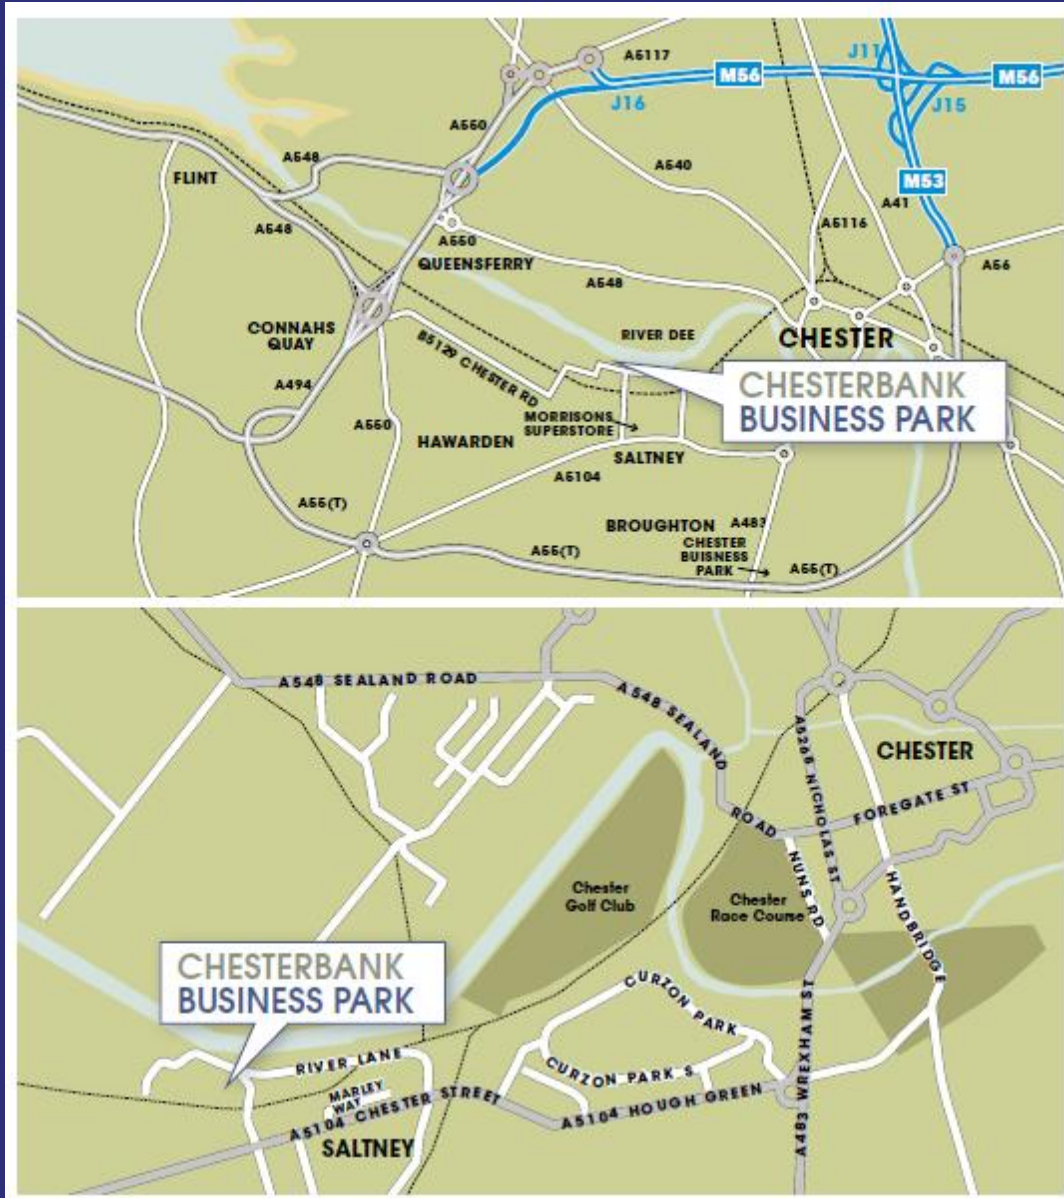 A5117
J11
M56
M56
J16
J15
A550
A548
A540
FLINT
M53
A41
A5116
A548
A550
QUEENSFERRY
A56
A548
CONNAHS
QUAY
RIVER DEE
CHESTER
B5129 CHESTER RD
A494
CHESTERBANK
BUSINESS PARK
A550
HAWARDEN
MORRISONS
SUPERSTORE
SALTNEY
A5104
A55(T)
BROUGHTON
A483
CHESTER
BUISNESS
PARK
A55(T)
A55(T)
A548 SEALAND ROAD
A548 SEALAND
ROAD
A5268 NICHOLAS ST
CHESTER
FOREGATE ST
NUNS RD
HANDBRIDGE
Chester
Golf Club
Chester
Race Course
CHESTERBANK
BUSINESS PARK
CURZON PARK
RIVER LANE
CURZON PARK S
MARLEY
WAY
A5104 CHESTER STREET
A5104 HOUGH GREEN
A483 WREXHAM ST
SALTNEY